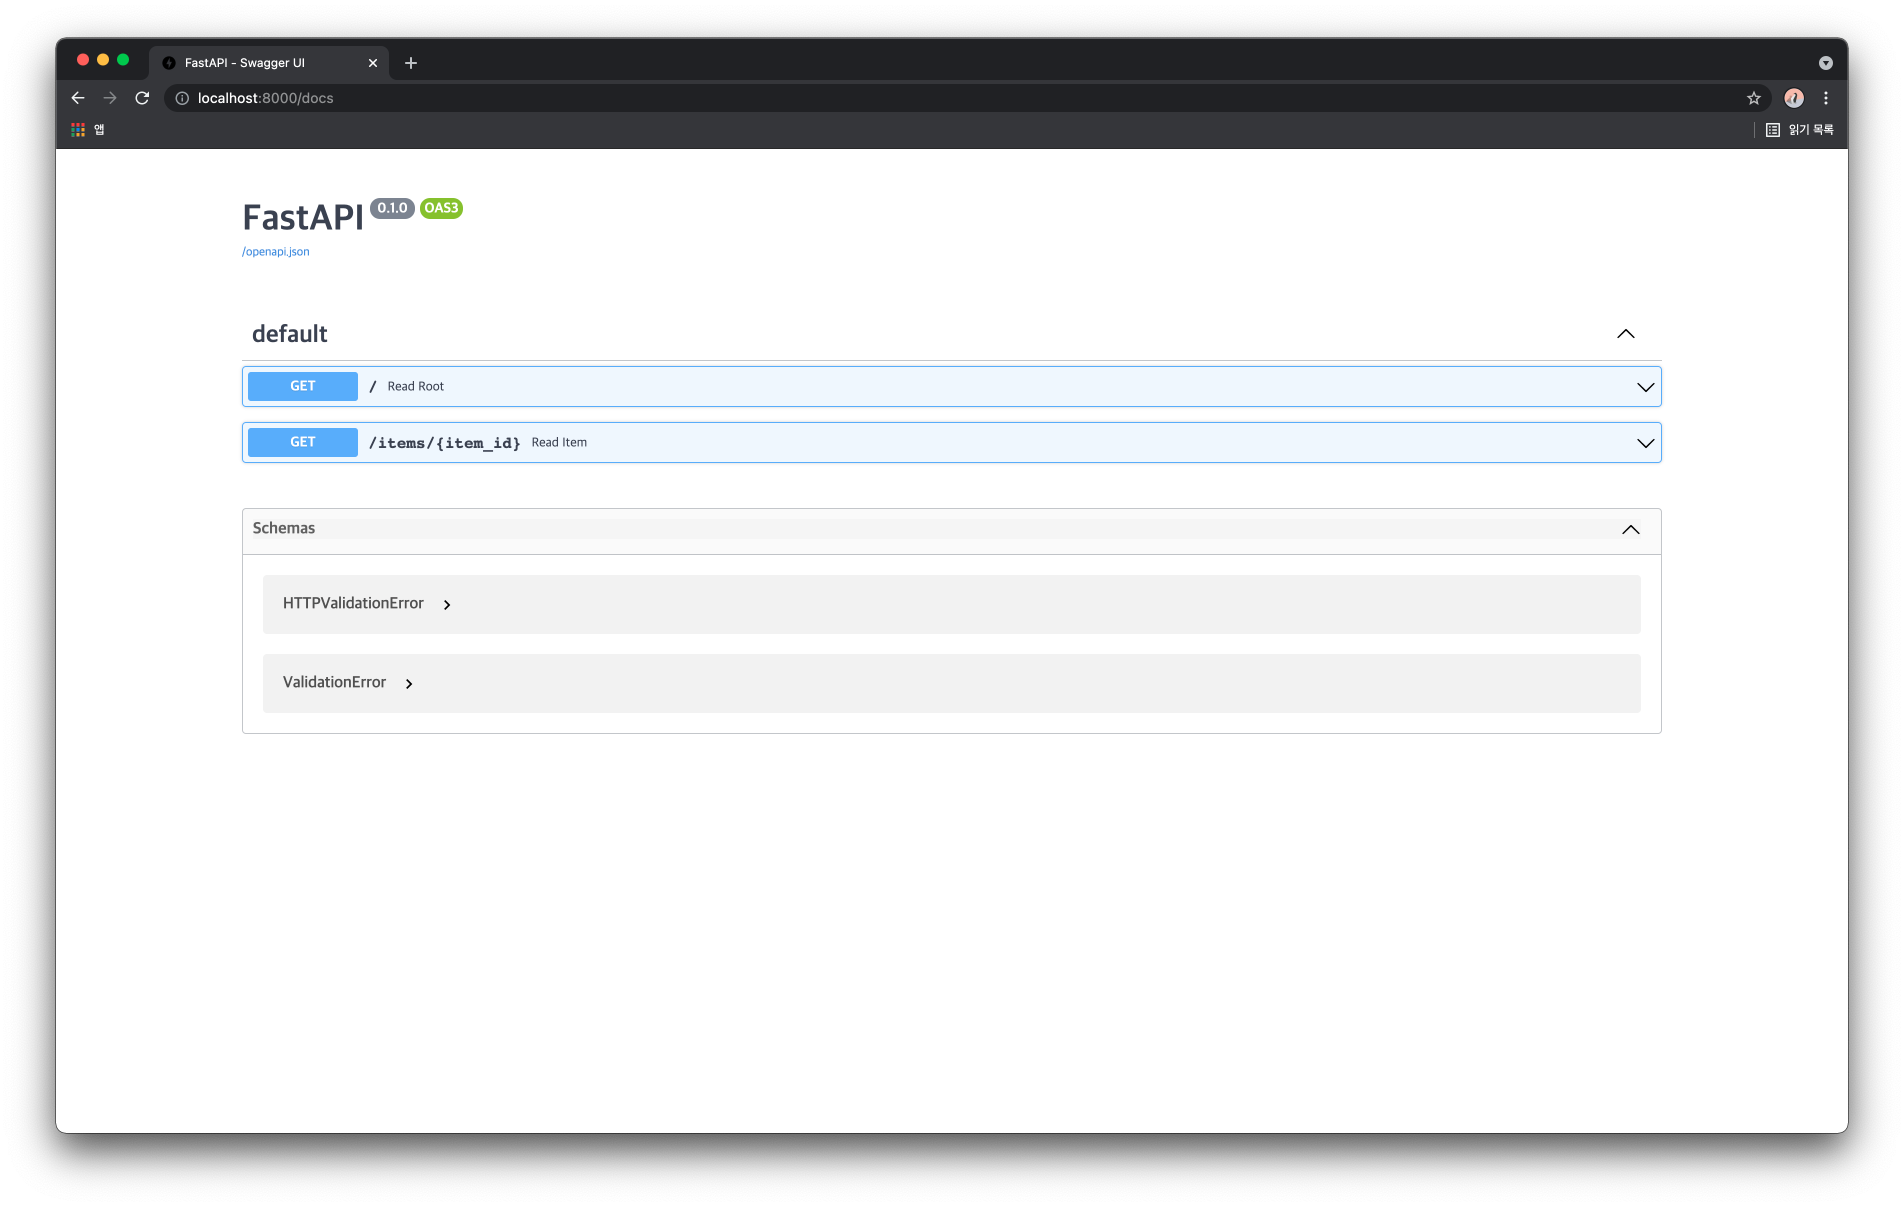 FastAPI - Swagger UI
localhost:8000/docs
앱
읽기 목록
FastAPI 0.1.0 OAS3
/openapi.json
default
GET / Read Root
GET /items/{item_id} Read Item
Schemas
HTTPValidationError
ValidationError